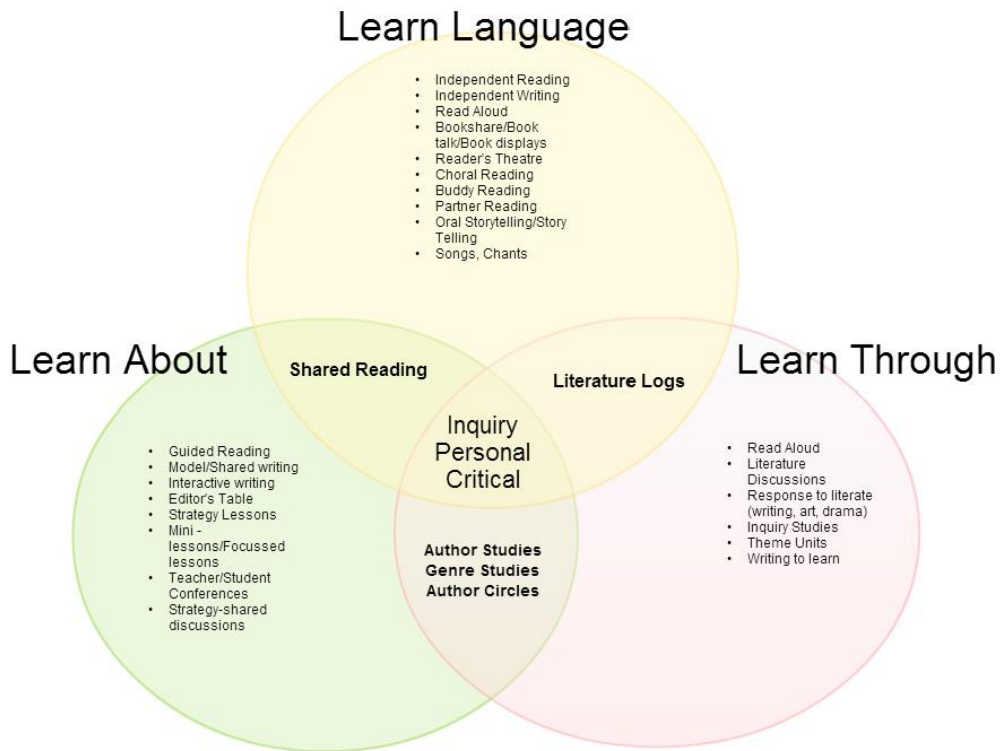 Learn Language
• Independent Reading
• Independent Writing
• Read Aloud
• Bookshare/Book
talk/Book displays
• Reader's Theatre
• Choral Reading
• Buddy Reading
• Partner Reading
• Oral Storytelling/Story
Telling
• Songs, Chants
Learn About
Shared Reading
Literature Logs
Learn Through
Inquiry
Personal
Critical
• Guided Reading
• Model/Shared writing
• Interactive writing
• Editor's Table
• Strategy Lessons
• Mini -
lessons/Focussed
lessons
• Teacher/Student
Conferences
• Strategy-shared
discussions
Author Studies
Genre Studies
Author Circles
• Read Aloud
• Literature
Discussions
• Response to literate
(writing, art, drama)
• Inquiry Studies
• Theme Units
• Writing to learn